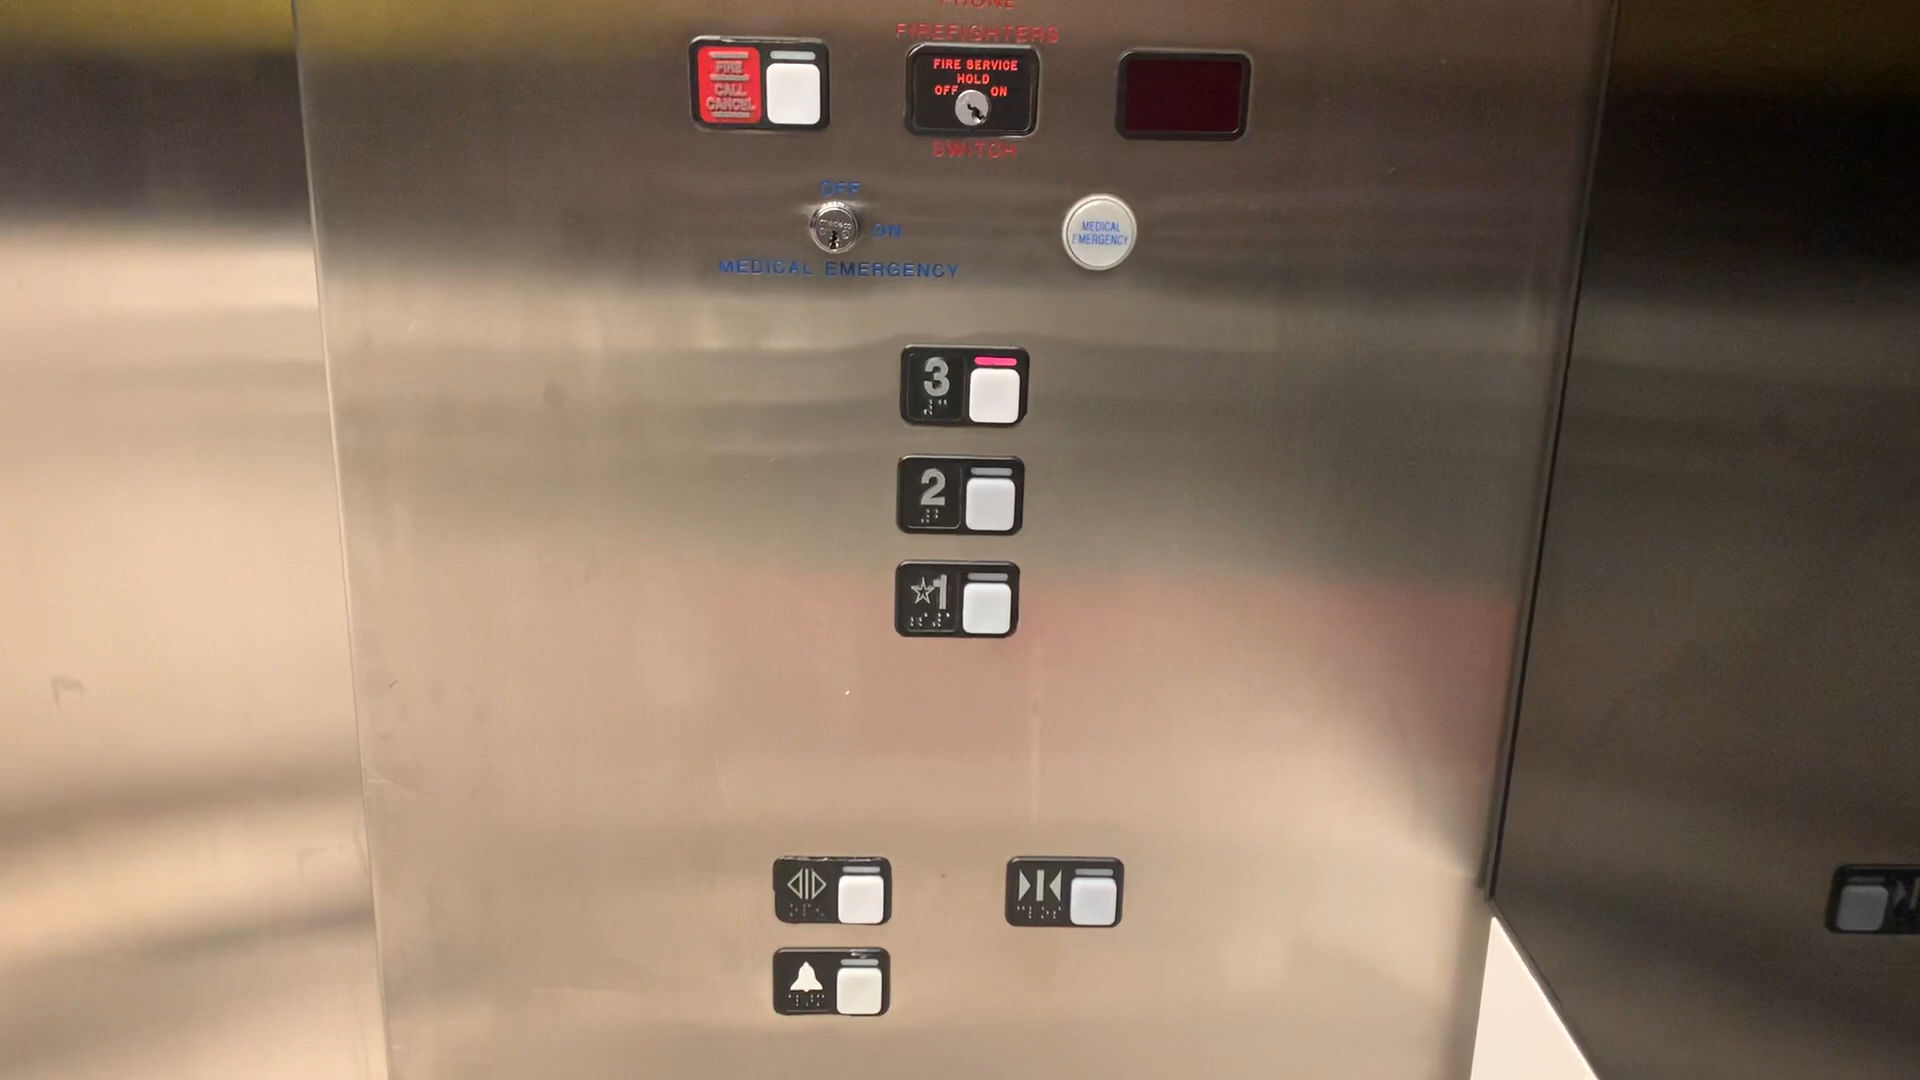 PHONE
FIREFIGHTERS
FIRE
CALL
CANCEL
FIRE SERVICE
HOLD
OFF ON
SWITCH
OFF
ON
MEDICAL EMERGENCY
MEDICAL
EMERGENCY
3
2
☆1